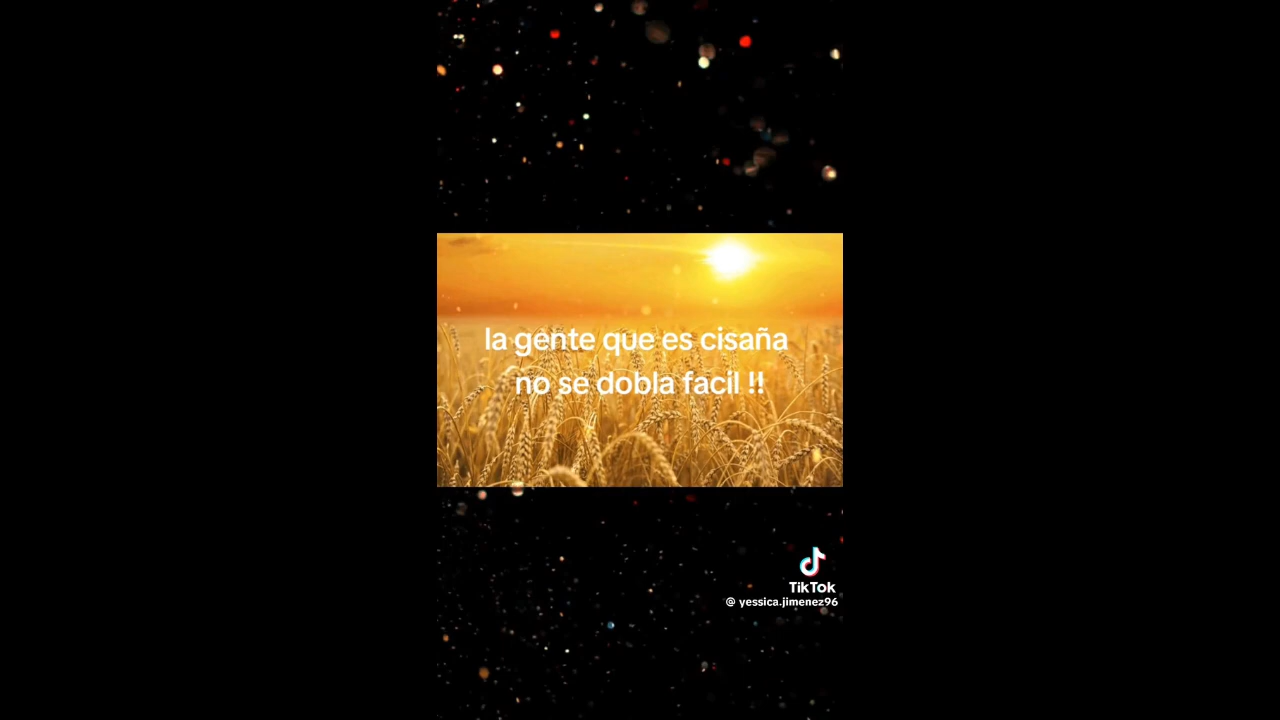 la gente que es cisaña
no se dobla facil !!
TikTok
@ yessica.jimenez96